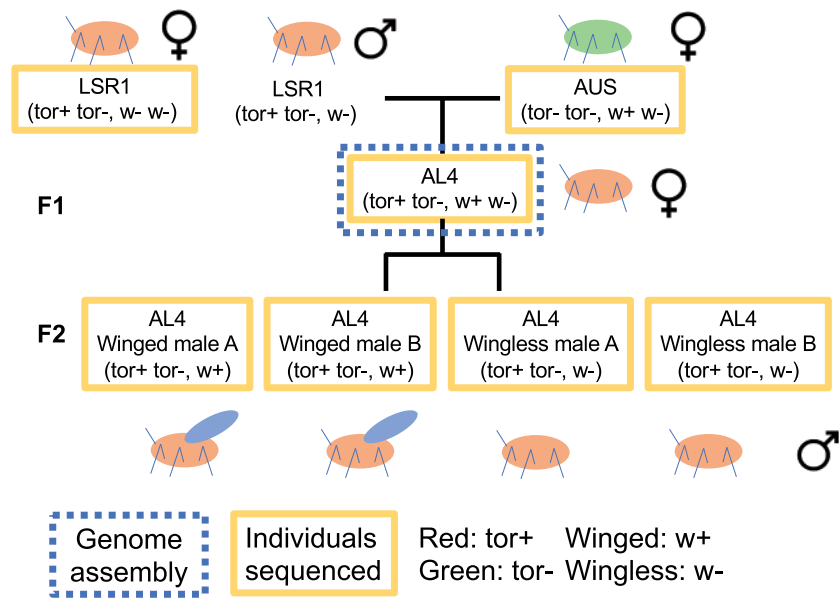 LSR1
(tor+ tor-, w- w-)
LSR1
(tor+ tor-, w-)
AUS
(tor- tor-, w+ w-)
F1
AL4
(tor+ tor-, w+ w-)
F2
AL4
Winged male A
(tor+ tor-, w+)
AL4
Winged male B
(tor+ tor-, w+)
AL4
Wingless male A
(tor+ tor-, w-)
AL4
Wingless male B
(tor+ tor-, w-)
Genome
assembly
Individuals
sequenced
Red: tor+
Green: tor-
Winged: w+
Wingless: w-